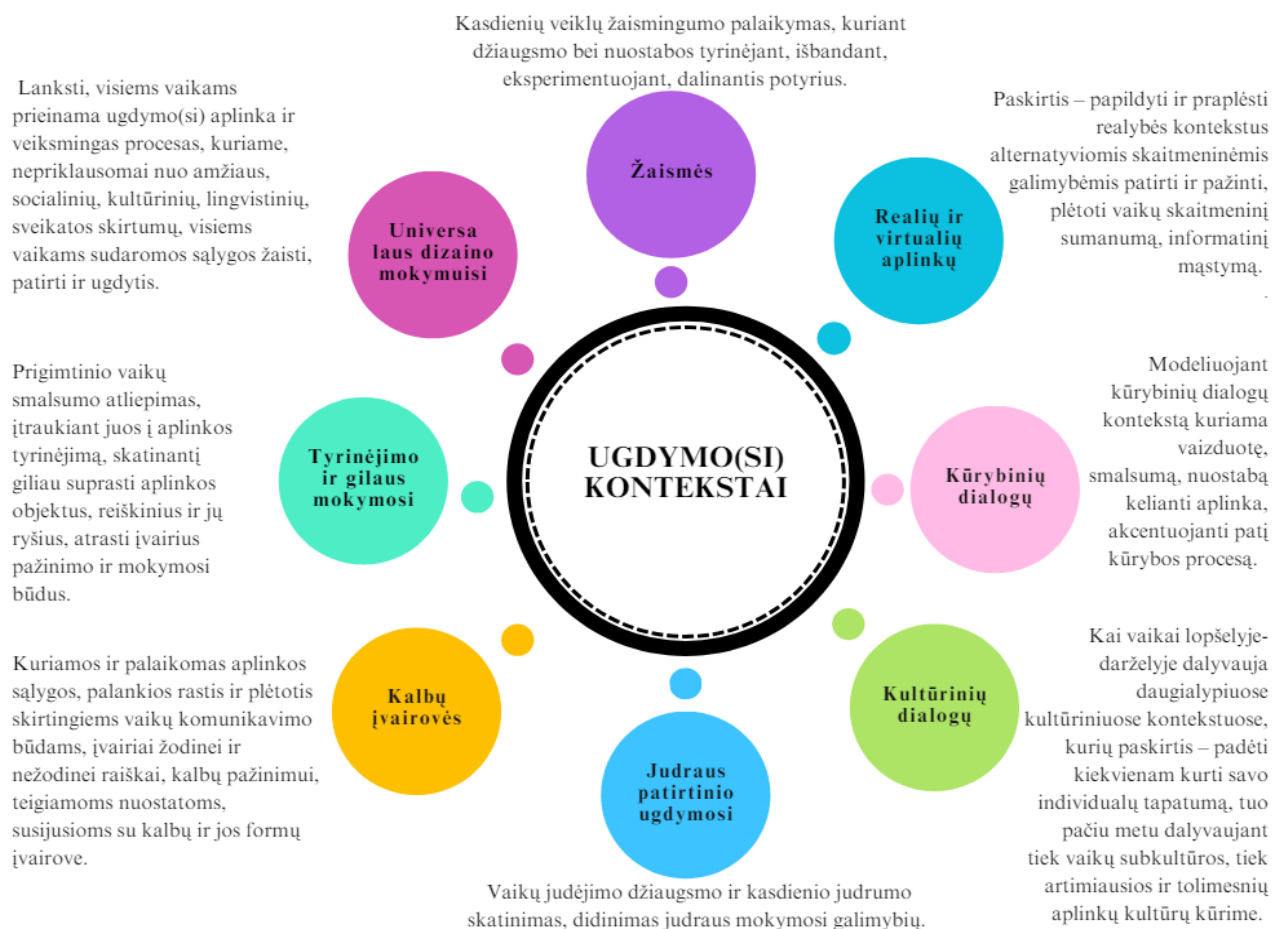 Kasdienių veiklų žaismingumo palaikymas, kuriant
džiaugsmo bei nuostabos tyrinėjant, išbandant,
eksperimentuojant, dalinantis potyrius.
Žaismės
Paskirtis – papildyti ir praplėsti
realybės kontekstus
alternatyviomis skaitmeninėmis
galimybėmis patirti ir pažinti,
plėtoti vaikų skaitmeninį
sumanumą, informatinį
mąstymą.
.
Realių ir
virtualių
aplinkų
Modeliuojant
kūrybinių dialogų
kontekstą kuriama
vaizduotę,
smalsumą, nuostabą
kelianti aplinka,
akcentuojanti patį
kūrybos procesą.
Kūrybinių
dialogų
Kai vaikai lopšelyje-
darželyje dalyvauja
daugialypiuose
kultūriniuose kontekstuose,
kurių paskirtis – padėti
kiekvienam kurti savo
individualų tapatumą, tuo
pačiu metu dalyvaujant
tiek vaikų subkultūros, tiek
artimiausios ir tolimesnių
aplinkų kultūrų kūrime.
Kultūrinių
dialogų
Judraus
patirtinio
ugdymosi
Vaikų judėjimo džiaugsmo ir kasdienio judrumo
skatinimas, didinimas judraus mokymosi galimybių.
Kalbų
įvairovės
Kuriamos ir palaikomas aplinkos
sąlygos, palankios rastis ir plėtotis
skirtingiems vaikų komunikavimo
būdams, įvairiai žodinei ir
nežodinei raiškai, kalbų pažinimui,
teigiamoms nuostatoms,
susijusioms su kalbų ir jos formų
įvairove.
Tyrinėjimo
ir gilaus
mokymosi
Prigimtinio vaikų
smalsumo atliepimas,
įtraukiant juos į aplinkos
tyrinėjimą, skatinantį
giliau suprasti aplinkos
objektus, reiškinius ir jų
ryšius, atrasti įvairius
pažinimo ir mokymosi
būdus.
Universa
laus dizaino
mokymuisi
Lanksti, visiems vaikams
prieinama ugdymo(si) aplinka ir
veiksmingas procesas, kuriame,
nepriklausomai nuo amžiaus,
socialinių, kultūrinių, lingvistinių,
sveikatos skirtumų, visiems
vaikams sudaromos sąlygos žaisti,
patirti ir ugdytis.
UGDYMO(SI)
KONTEKSTAI